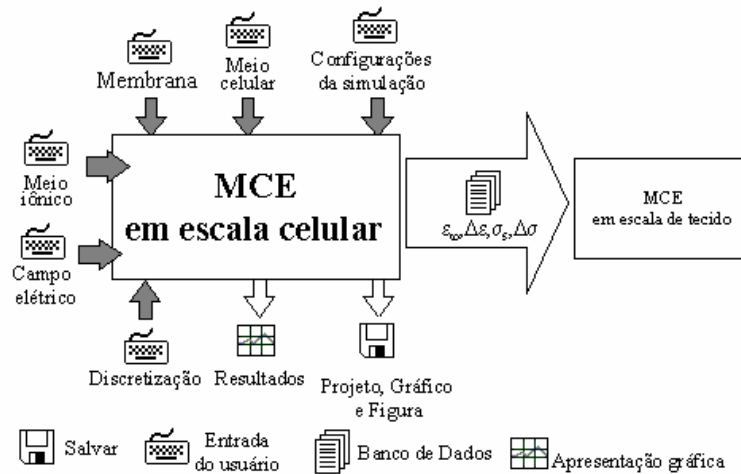 Membrana
Meio
celular
Configurações
da simulação
Meio
iônico
Campo
elétrico
MCE
em escala celular
ε∞,Δε,σs,Δσ
MCE
em escala de tecido
Discretização
Resultados
Projeto, Gráfico
e Figura
Salvar
Entrada
do usuário
Banco de Dados
Apresentação gráfica